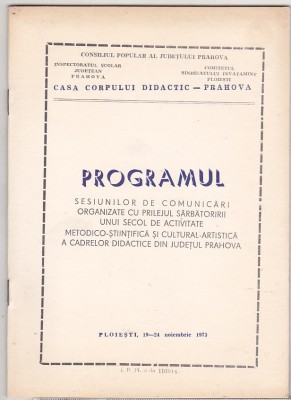 CONSILIUL POPULAR AL JUDEȚULUI PRAHOVA
INSPECTORATUL ȘCOLAR
JUDEȚEAN
PRAHOVA
COMITETUL
SINDICATULUI ÎNVĂȚĂMÎNT
PLOIEȘTI
CASA CORPULUI DIDACTIC — PRAHOVA
PROGRAMUL
SESIUNILOR DE COMUNICĂRI
ORGANIZATE CU PRILEJUL SĂRBĂTORIRII
UNUI SECOL DE ACTIVITATE
METODICO-ȘTIINȚIFICĂ ȘI CULTURAL-ARTISTICĂ
A CADRELOR DIDACTICE DIN JUDEȚUL PRAHOVA
PLOIEȘTI, 19—24 noiembrie 1973